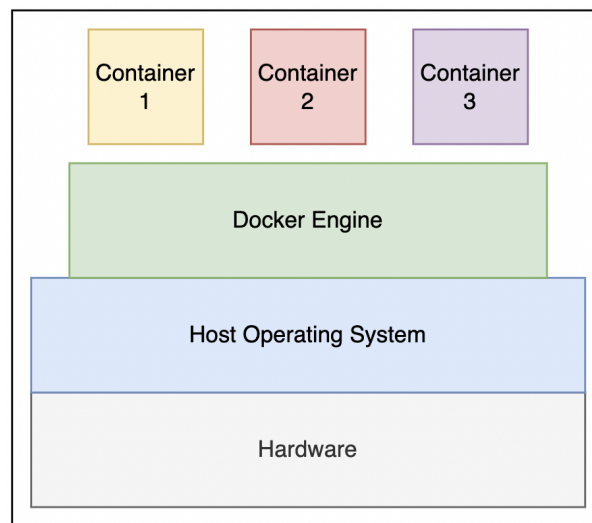 Container
1
Container
2
Container
3
Docker Engine
Host Operating System
Hardware